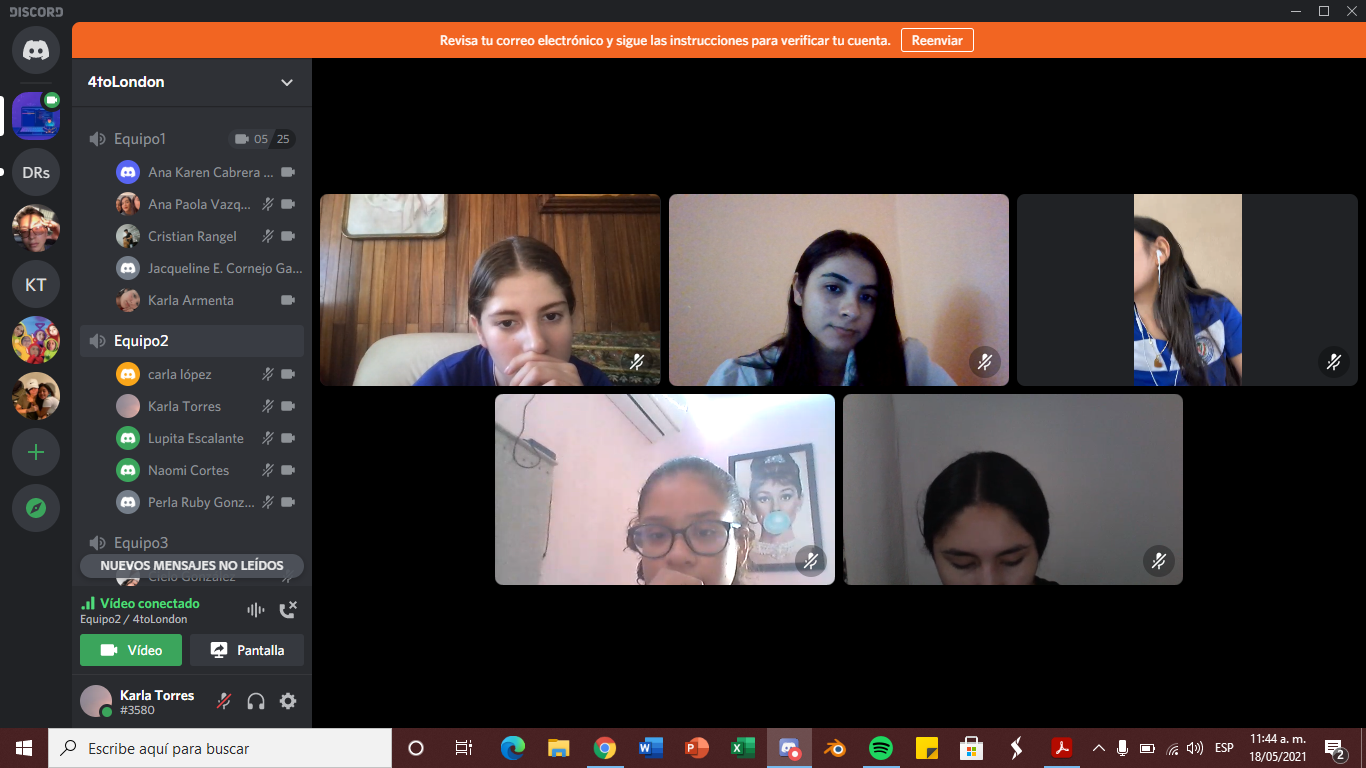 DISCORD
Revisa tu correo electrónico y sigue las instrucciones para verificar tu cuenta.
Reenviar
4toLondon
Equipo1
05 25
Ana Karen Cabrera ...
Ana Paola Vazq...
Cristian Rangel
Jacqueline E. Cornejo Ga...
Karla Armenta
Equipo2
carla lópez
Karla Torres
Lupita Escalante
Naomi Cortes
Perla Ruby Gonz...
Equipo3
NUEVOS MENSAJES NO LEÍDOS
DRs
KT
Vídeo conectado
Equipo2 / 4toLondon
Vídeo
Pantalla
Karla Torres
#3580
Escribe aquí para buscar
ESP
11:44 a. m.
18/05/2021
2